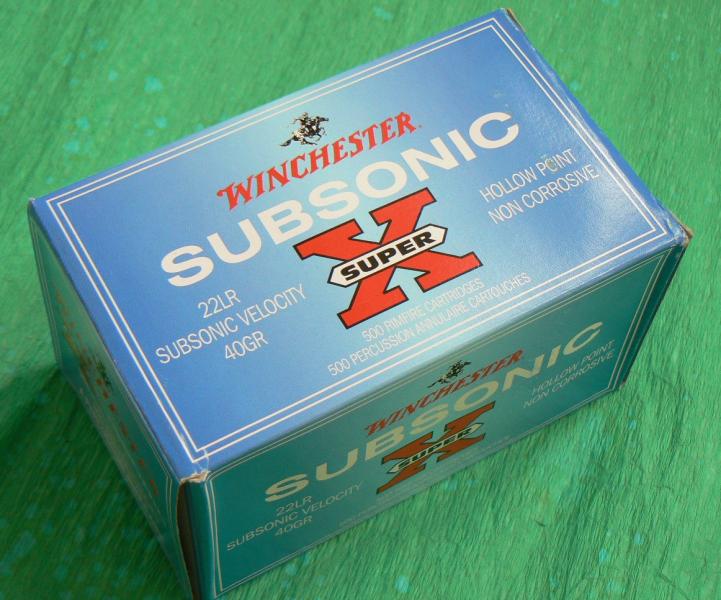 WINCHESTER
SUBSONIC
X
SUPER
22LR
SUBSONIC VELOCITY
40GR
HOLLOW POINT
NON CORROSIVE
500 RIMFIRE CARTRIDGES
500 PERCUSSION ANNULAIRE CARTOUCHES
WINCHESTER
SUBSONIC
X
SUPER
22LR
SUBSONIC VELOCITY
40GR
HOLLOW POINT
NON CORROSIVE